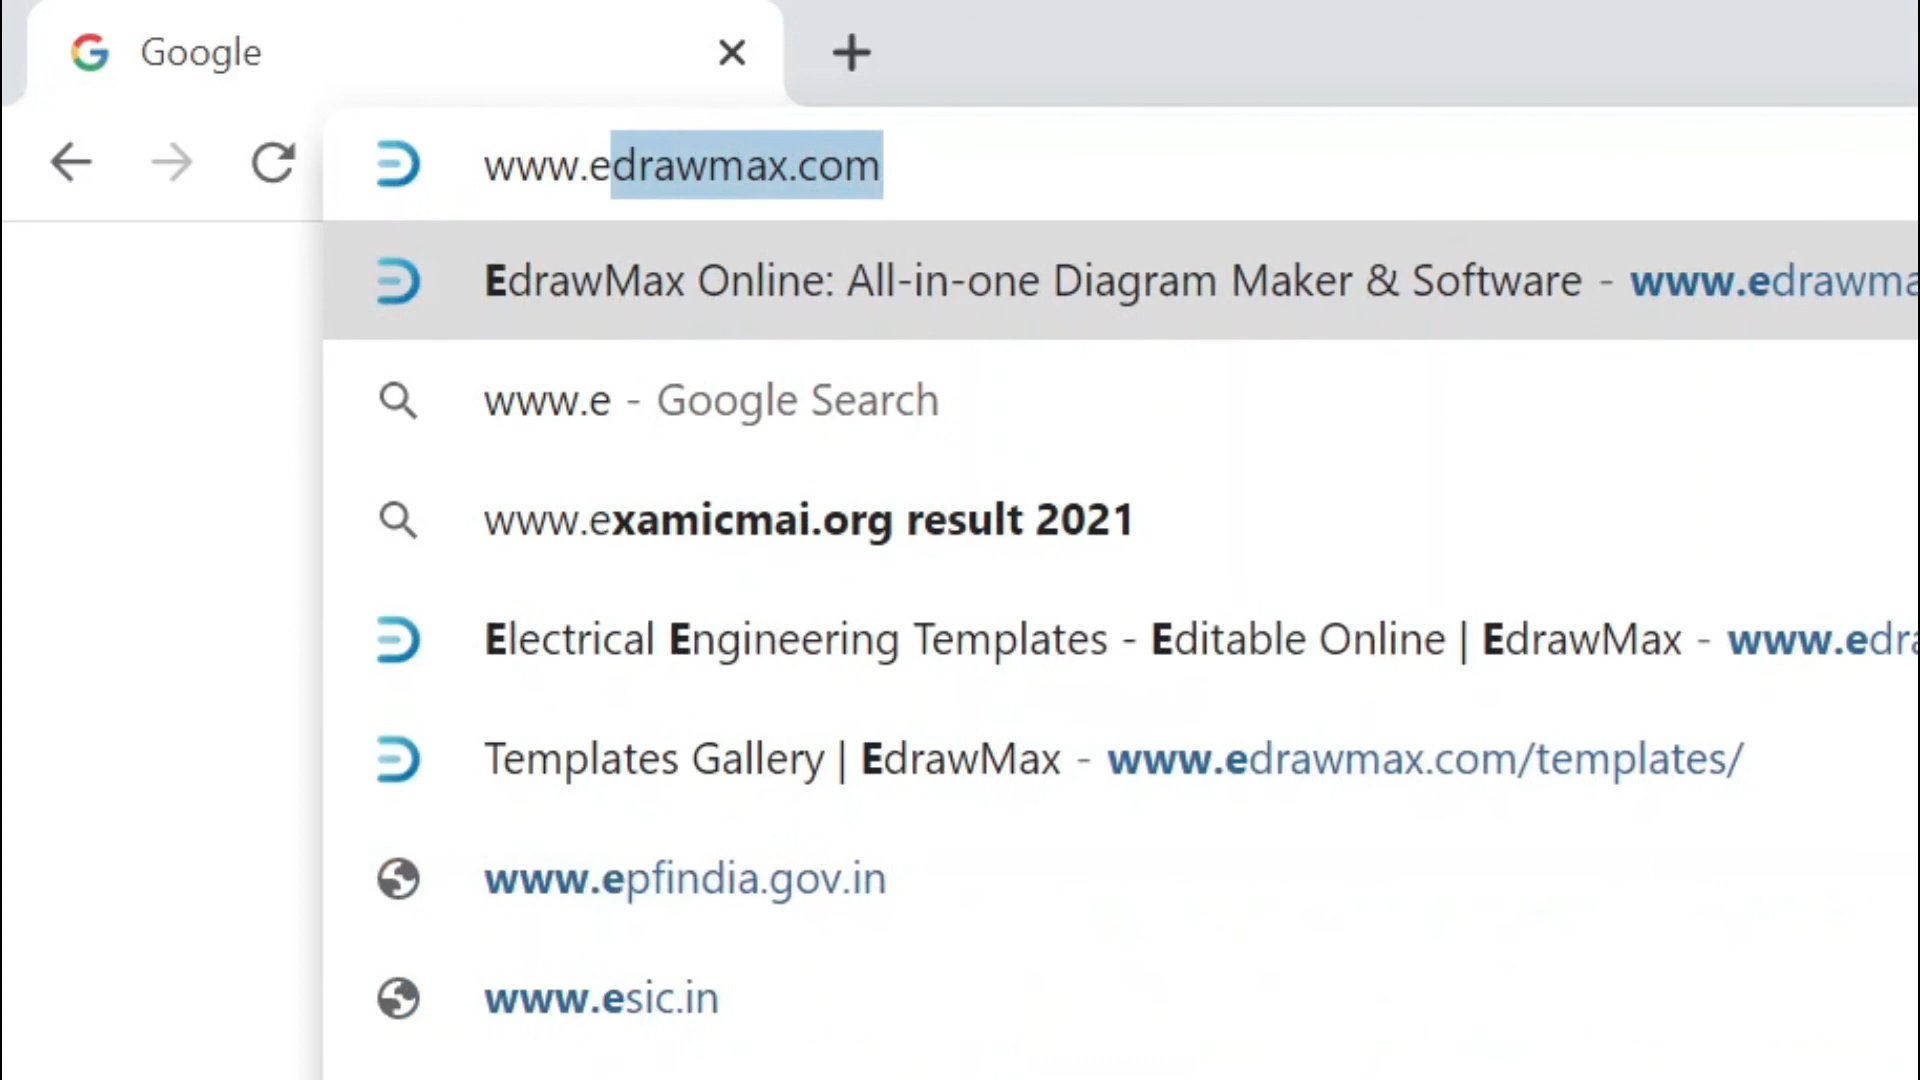 Google
www.edrawmax.com
EdrawMax Online: All-in-one Diagram Maker & Software - www.edrawma
www.e - Google Search
www.examicmai.org result 2021
Electrical Engineering Templates - Editable Online | EdrawMax - www.edra
Templates Gallery | EdrawMax - www.edrawmax.com/templates/
www.epfindia.gov.in
www.esic.in